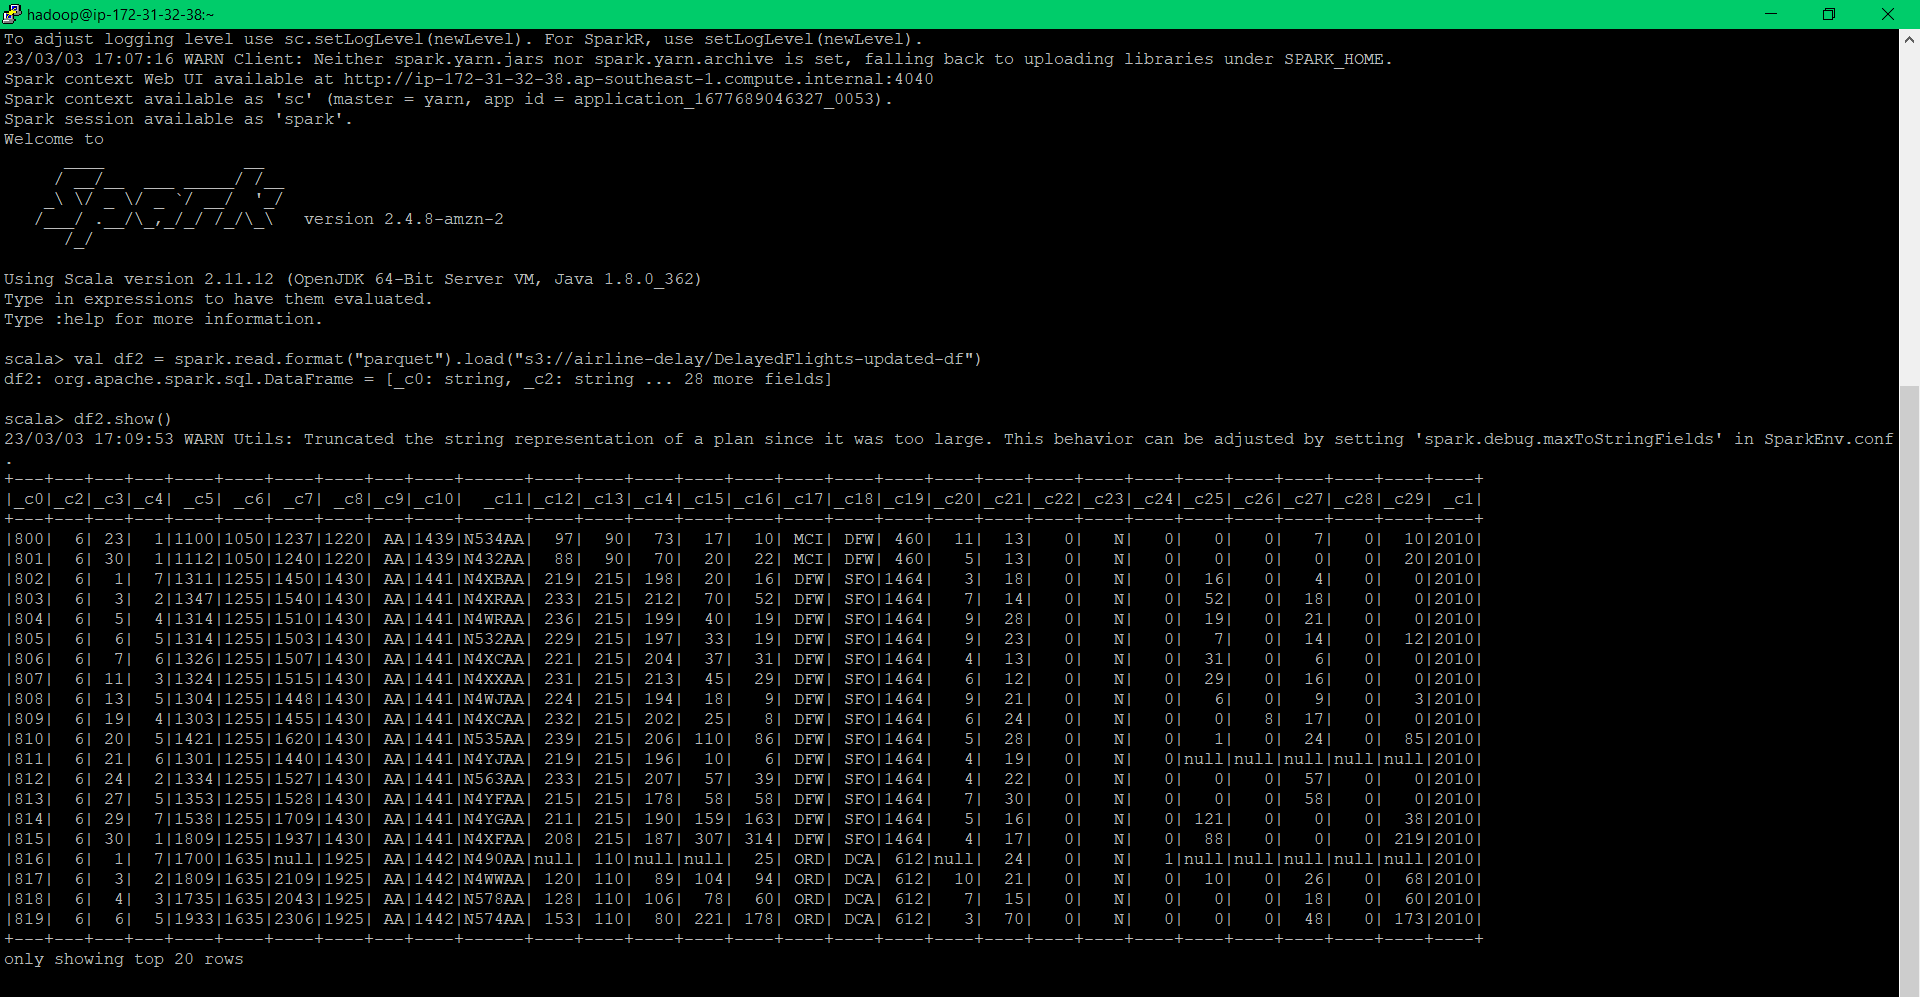 hadoop@ip-172-31-32-38:~
To adjust logging level use sc.setLogLevel(newLevel). For SparkR, use setLogLevel(newLevel).
23/03/03 17:07:16 WARN Client: Neither spark.yarn.jars nor spark.yarn.archive is set, falling back to uploading libraries under SPARK_HOME.
Spark context Web UI available at http://ip-172-31-32-38.ap-southeast-1.compute.internal:4040
Spark context available as 'sc' (master = yarn, app id = application_1677689046327_0053).
Spark session available as 'spark'.
Welcome to
      ____              __
     / __/__  ___ _____/ /__
    _\ \/ _ \/ _ `/ __/  '_/
   /___/ .__/\_,_/_/ /_/\_\   version 2.4.8-amzn-2
      /_/
Using Scala version 2.11.12 (OpenJDK 64-Bit Server VM, Java 1.8.0_362)
Type in expressions to have them evaluated.
Type :help for more information.
scala> val df2 = spark.read.format("parquet").load("s3://airline-delay/DelayedFlights-updated-df")
df2: org.apache.spark.sql.DataFrame = [_c0: string, _c2: string ... 28 more fields]
scala> df2.show()
23/03/03 17:09:53 WARN Utils: Truncated the string representation of a plan since it was too large. This behavior can be adjusted by setting 'spark.debug.maxToStringFields' in SparkEnv.conf
.
+---+---+---+---+----+----+----+----+---+----+------+----+----+----+----+----+----+----+----+----+----+----+----+----+----+----+----+----+----+----+
|_c0|_c2|_c3|_c4| _c5| _c6| _c7| _c8|_c9|_c10|  _c11|_c12|_c13|_c14|_c15|_c16|_c17|_c18|_c19|_c20|_c21|_c22|_c23|_c24|_c25|_c26|_c27|_c28|_c29| _c1|
+---+---+---+---+----+----+----+----+---+----+------+----+----+----+----+----+----+----+----+----+----+----+----+----+----+----+----+----+----+----+
|800|  6| 23|  1|1100|1050|1237|1220| AA|1439|N534AA|  97|  90|  73|  17|  10| MCI| DFW| 460|  11|  13|   0|   N|   0|   0|   0|   7|   0|  10|2010|
|801|  6| 30|  1|1112|1050|1240|1220| AA|1439|N432AA|  88|  90|  70|  20|  22| MCI| DFW| 460|   5|  13|   0|   N|   0|   0|   0|   0|   0|  20|2010|
|802|  6|  1|  7|1311|1255|1450|1430| AA|1441|N4XBAA| 219| 215| 198|  20|  16| DFW| SFO|1464|   3|  18|   0|   N|   0|  16|   0|   4|   0|   0|2010|
|803|  6|  3|  2|1347|1255|1540|1430| AA|1441|N4XRAA| 233| 215| 212|  70|  52| DFW| SFO|1464|   7|  14|   0|   N|   0|  52|   0|  18|   0|   0|2010|
|804|  6|  5|  4|1314|1255|1510|1430| AA|1441|N4WRAA| 236| 215| 199|  40|  19| DFW| SFO|1464|   9|  28|   0|   N|   0|  19|   0|  21|   0|   0|2010|
|805|  6|  6|  5|1314|1255|1503|1430| AA|1441|N532AA| 229| 215| 197|  33|  19| DFW| SFO|1464|   9|  23|   0|   N|   0|   7|   0|  14|   0|  12|2010|
|806|  6|  7|  6|1326|1255|1507|1430| AA|1441|N4XCAA| 221| 215| 204|  37|  31| DFW| SFO|1464|   4|  13|   0|   N|   0|  31|   0|   6|   0|   0|2010|
|807|  6| 11|  3|1324|1255|1515|1430| AA|1441|N4XXAA| 231| 215| 213|  45|  29| DFW| SFO|1464|   6|  12|   0|   N|   0|  29|   0|  16|   0|   0|2010|
|808|  6| 13|  5|1304|1255|1448|1430| AA|1441|N4WJAA| 224| 215| 194|  18|   9| DFW| SFO|1464|   9|  21|   0|   N|   0|   6|   0|   9|   0|   3|2010|
|809|  6| 19|  4|1303|1255|1455|1430| AA|1441|N4XCAA| 232| 215| 202|  25|   8| DFW| SFO|1464|   6|  24|   0|   N|   0|   0|   8|  17|   0|   0|2010|
|810|  6| 20|  5|1421|1255|1620|1430| AA|1441|N535AA| 239| 215| 206| 110|  86| DFW| SFO|1464|   5|  28|   0|   N|   0|   1|   0|  24|   0|  85|2010|
|811|  6| 21|  6|1301|1255|1440|1430| AA|1441|N4YJAA| 219| 215| 196|  10|   6| DFW| SFO|1464|   4|  19|   0|   N|   0|null|null|null|null|null|2010|
|812|  6| 24|  2|1334|1255|1527|1430| AA|1441|N563AA| 233| 215| 207|  57|  39| DFW| SFO|1464|   4|  22|   0|   N|   0|   0|   0|  57|   0|   0|2010|
|813|  6| 27|  5|1353|1255|1528|1430| AA|1441|N4YFAA| 215| 215| 178|  58|  58| DFW| SFO|1464|   7|  30|   0|   N|   0|   0|   0|  58|   0|   0|2010|
|814|  6| 29|  7|1538|1255|1709|1430| AA|1441|N4YGAA| 211| 215| 190| 159| 163| DFW| SFO|1464|   5|  16|   0|   N|   0| 121|   0|   0|   0|  38|2010|
|815|  6| 30|  1|1809|1255|1937|1430| AA|1441|N4XFAA| 208| 215| 187| 307| 314| DFW| SFO|1464|   4|  17|   0|   N|   0|  88|   0|   0|   0| 219|2010|
|816|  6|  1|  7|1700|1635|null|1925| AA|1442|N490AA|null| 110|null|null|  25| ORD| DCA| 612|null|  24|   0|   N|   1|null|null|null|null|null|2010|
|817|  6|  3|  2|1809|1635|2109|1925| AA|1442|N4WWAA| 120| 110|  89| 104|  94| ORD| DCA| 612|  10|  21|   0|   N|   0|  10|   0|  26|   0|  68|2010|
|818|  6|  4|  3|1735|1635|2043|1925| AA|1442|N578AA| 128| 110| 106|  78|  60| ORD| DCA| 612|   7|  15|   0|   N|   0|   0|   0|  18|   0|  60|2010|
|819|  6|  6|  5|1933|1635|2306|1925| AA|1442|N574AA| 153| 110|  80| 221| 178| ORD| DCA| 612|   3|  70|   0|   N|   0|   0|   0|  48|   0| 173|2010|
+---+---+---+---+----+----+----+----+---+----+------+----+----+----+----+----+----+----+----+----+----+----+----+----+----+----+----+----+----+----+
only showing top 20 rows